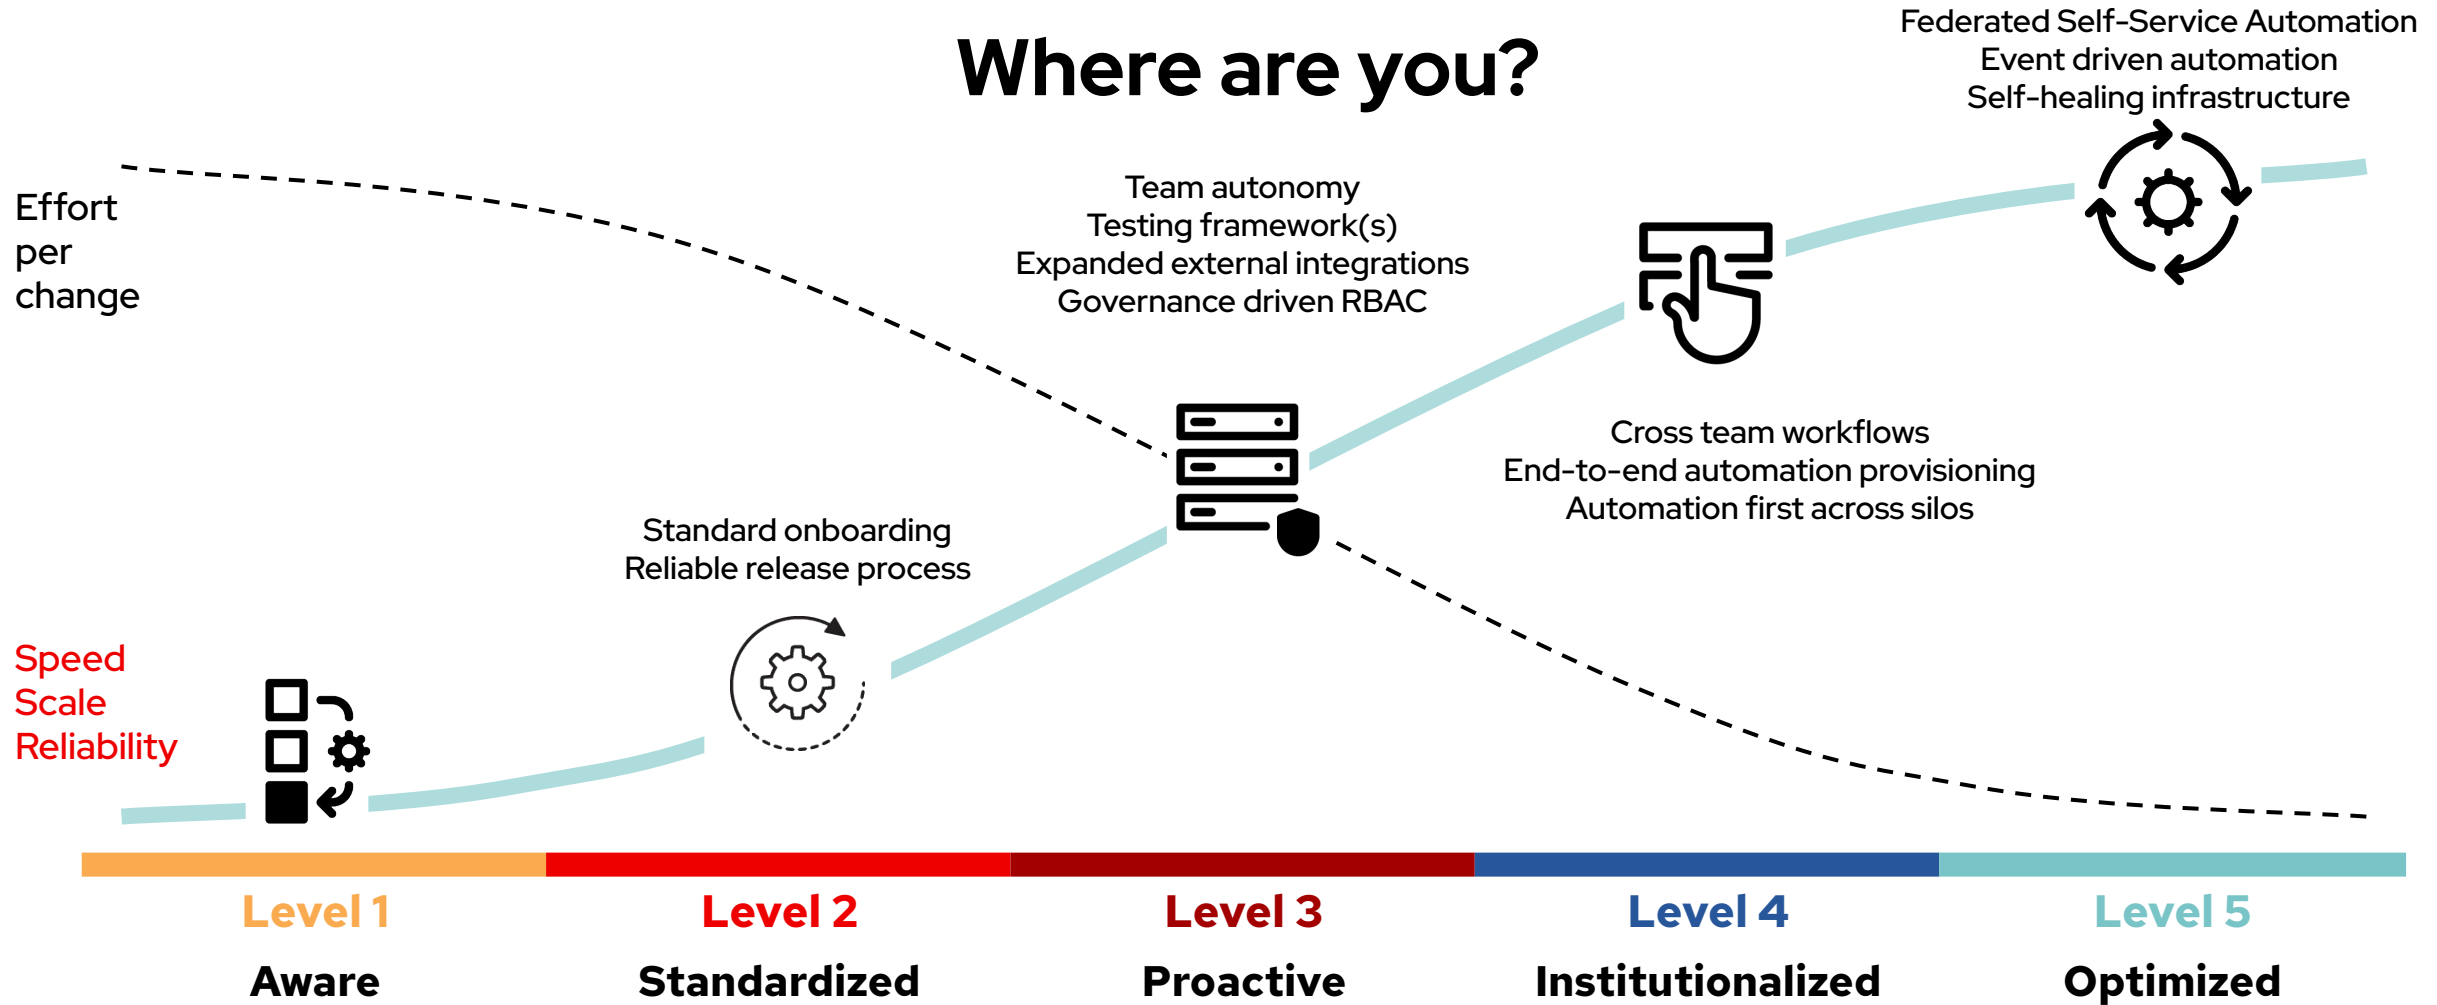 Where are you?
Federated Self-Service Automation
Event driven automation
Self-healing infrastructure
Effort
per
change
Team autonomy
Testing framework(s)
Expanded external integrations
Governance driven RBAC
Cross team workflows
End-to-end automation provisioning
Automation first across silos
Standard onboarding
Reliable release process
Speed
Scale
Reliability
Level 1
Level 2
Level 3
Level 4
Level 5
Aware
Standardized
Proactive
Institutionalized
Optimized